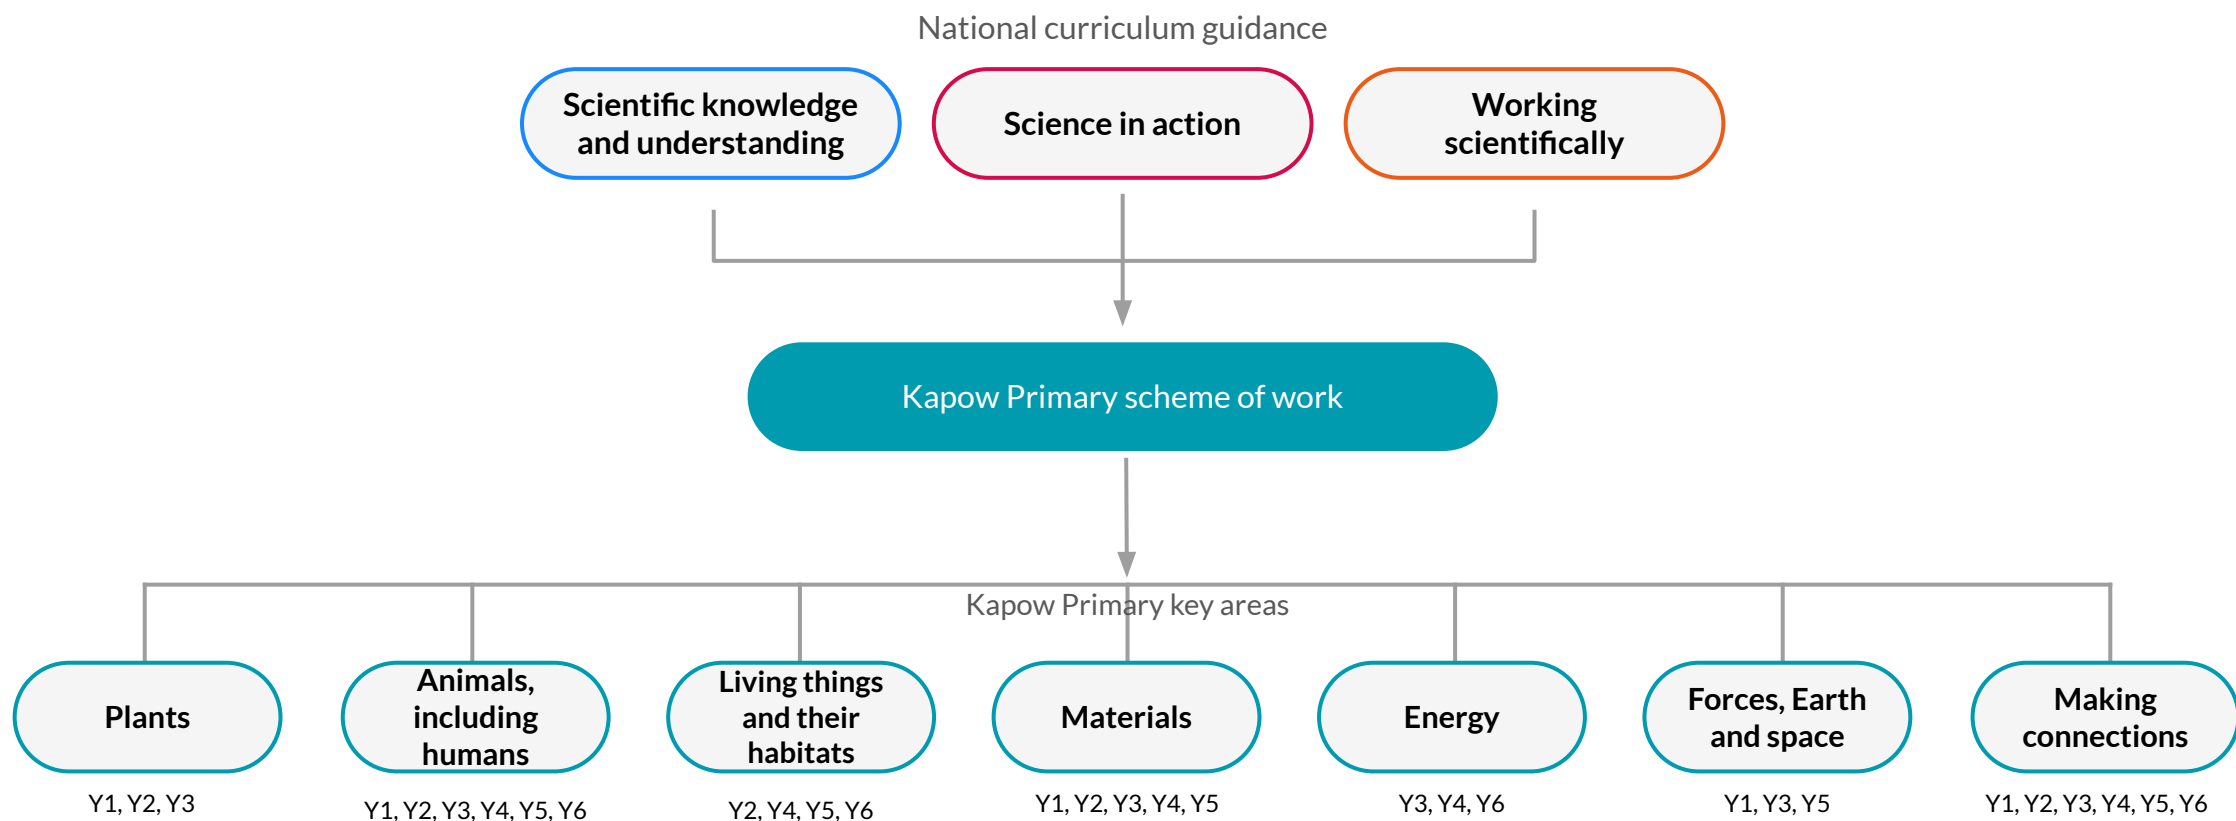 National curriculum guidance
Scientific knowledge
and understanding
Science in action
Working
scientifically
Kapow Primary scheme of work
Kapow Primary key areas
Plants
Y1, Y2, Y3
Animals,
including
humans
Y1, Y2, Y3, Y4, Y5, Y6
Living things
and their
habitats
Y2, Y4, Y5, Y6
Materials
Y1, Y2, Y3, Y4, Y5
Energy
Y3, Y4, Y6
Forces, Earth
and space
Y1, Y3, Y5
Making
connections
Y1, Y2, Y3, Y4, Y5, Y6